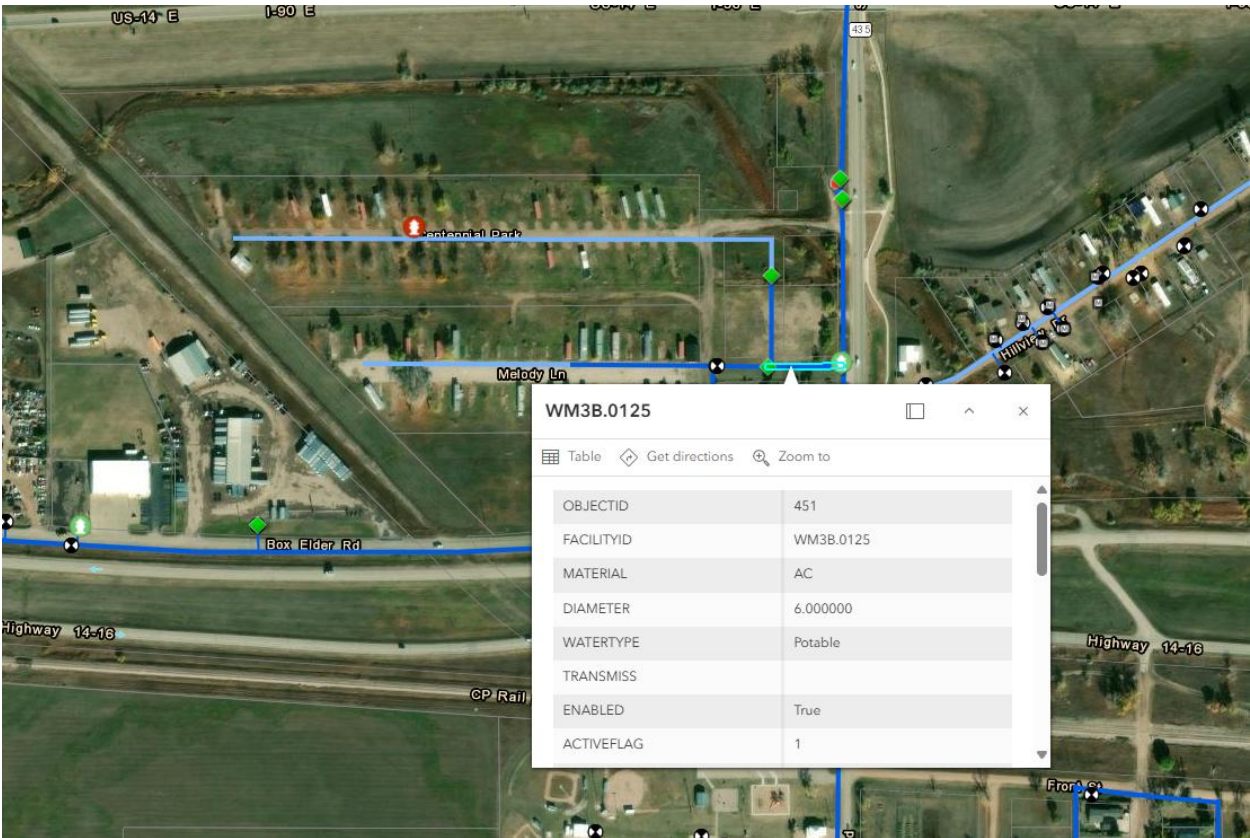 US-14 E
I-90 E
435
Centennial Park
Melody Ln
Hillview Rd
WM3B.0125
Table Get directions Zoom to
OBJECTID 451
FACILITYID WM3B.0125
MATERIAL AC
DIAMETER 6.000000
WATERTYPE Potable
TRANSMISS
ENABLED True
ACTIVEFLAG 1
Box Elder Rd
Highway 14-16
Highway 14-16
CP Rail
Front St